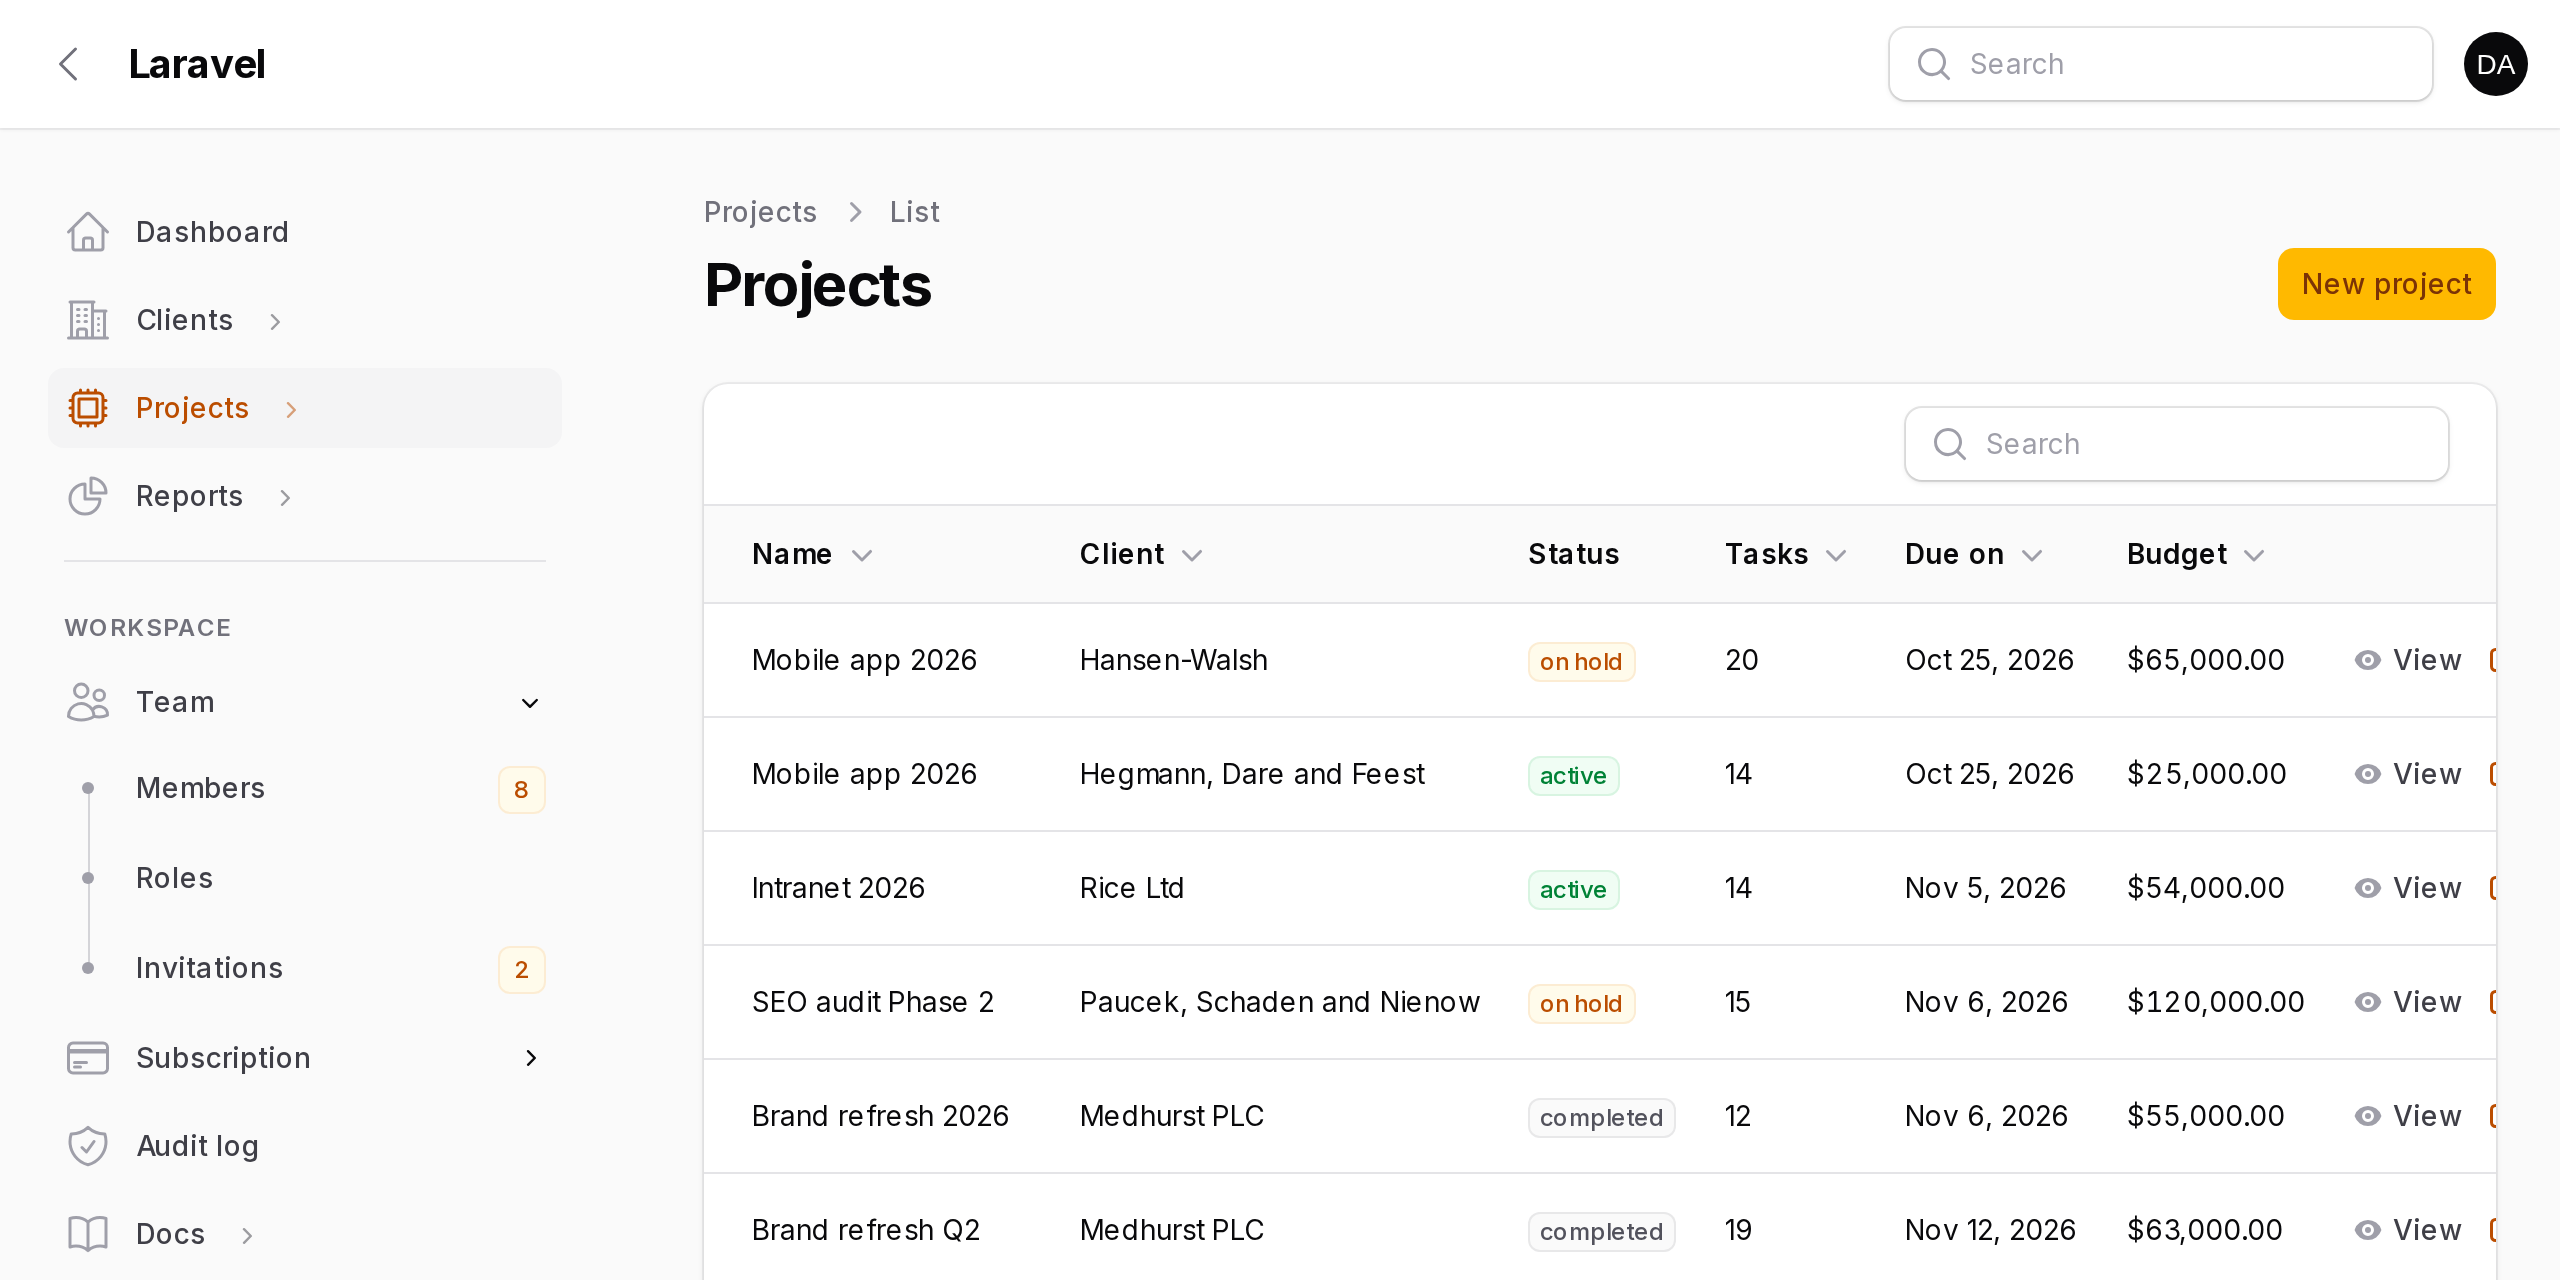 Laravel
Search
DA
Dashboard
Clients
Projects
Reports
WORKSPACE
Team
Members 8
Roles
Invitations 2
Subscription
Audit log
Docs
Projects List
Projects
New project
Search
Name Client Status Tasks Due on Budget
Mobile app 2026 Hansen-Walsh on hold 20 Oct 25, 2026 $65,000.00 View
Mobile app 2026 Hegmann, Dare and Feest active 14 Oct 25, 2026 $25,000.00 View
Intranet 2026 Rice Ltd active 14 Nov 5, 2026 $54,000.00 View
SEO audit Phase 2 Paucek, Schaden and Nienow on hold 15 Nov 6, 2026 $120,000.00 View
Brand refresh 2026 Medhurst PLC completed 12 Nov 6, 2026 $55,000.00 View
Brand refresh Q2 Medhurst PLC completed 19 Nov 12, 2026 $63,000.00 View